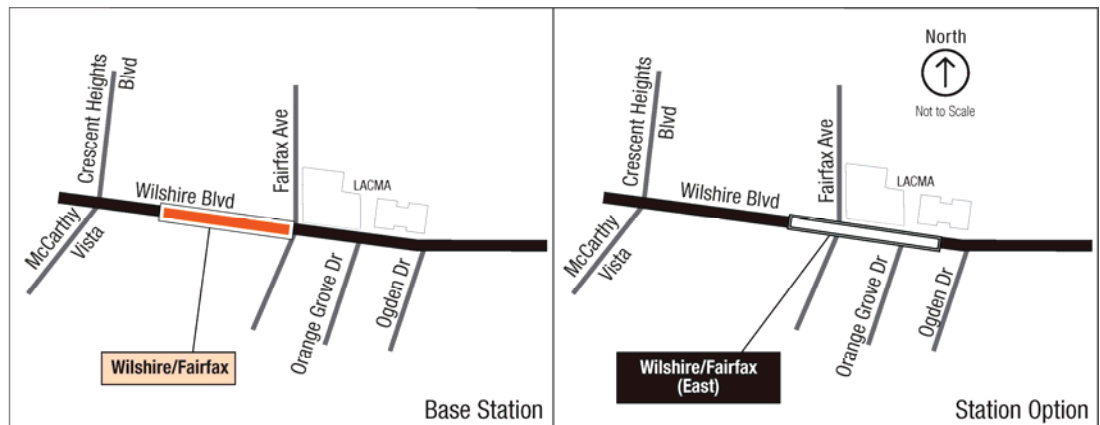 Crescent Heights
Blvd
Fairfax Ave
LACMA
Wilshire Blvd
McCarthy
Vista
Orange Grove Dr
Ogden Dr
Wilshire/Fairfax
Base Station
North
Not to Scale
Crescent Heights
Blvd
Fairfax Ave
LACMA
Wilshire Blvd
McCarthy
Vista
Orange Grove Dr
Ogden Dr
Wilshire/Fairfax
(East)
Station Option